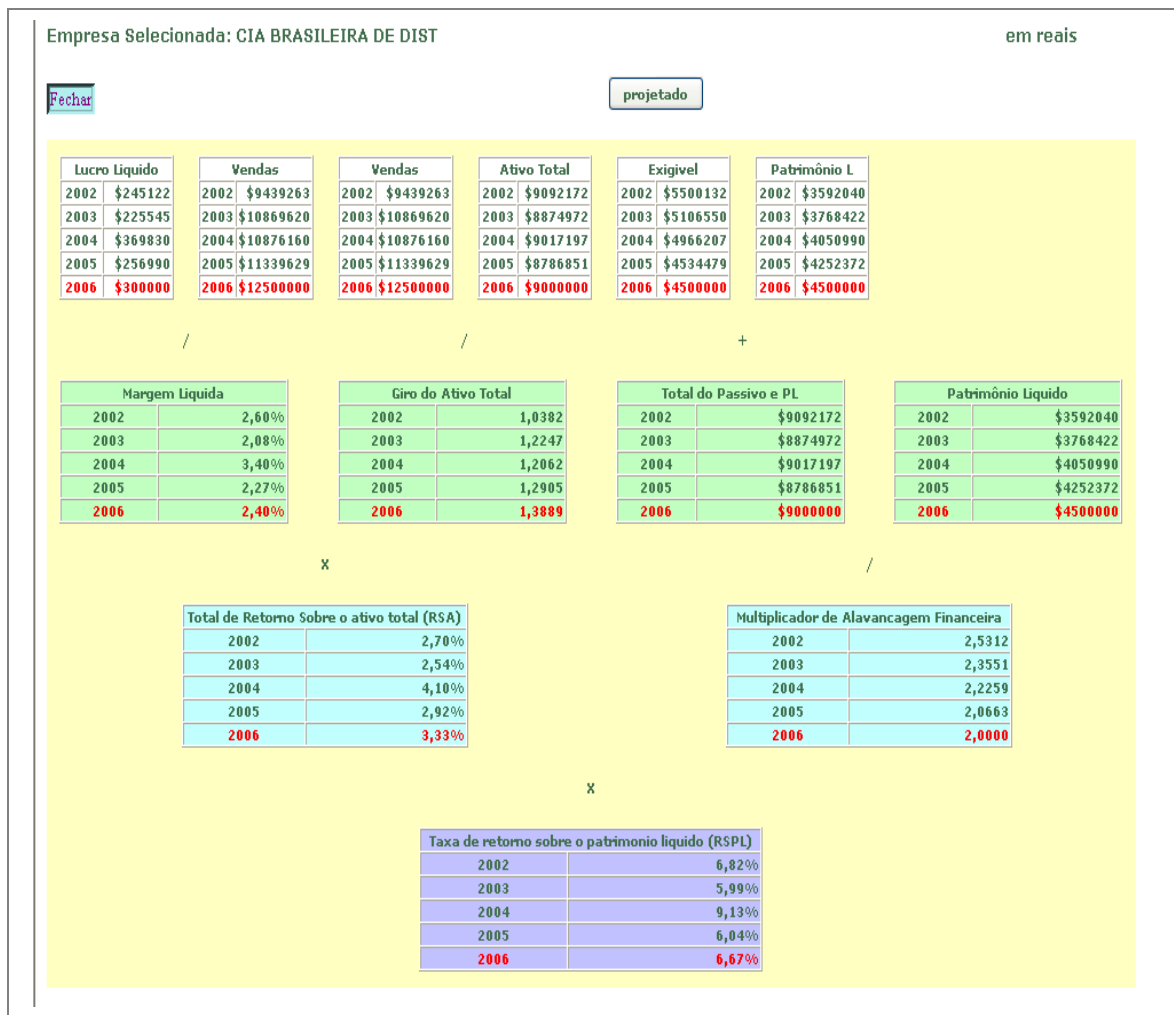 Empresa Selecionada: CIA BRASILEIRA DE DIST em reais
Fechar projetado
Lucro Liquido Vendas Vendas Ativo Total Exigivel Patrimônio L
2002 $245122 2002 $9439263 2002 $9439263 2002 $9092172 2002 $5500132 2002 $3592040
2003 $225545 2003 $10869620 2003 $10869620 2003 $8874972 2003 $5106550 2003 $3768422
2004 $369830 2004 $10876160 2004 $10876160 2004 $9017197 2004 $4966207 2004 $4050990
2005 $256990 2005 $11339629 2005 $11339629 2005 $8786851 2005 $4534479 2005 $4252372
2006 $300000 2006 $12500000 2006 $12500000 2006 $9000000 2006 $4500000 2006 $4500000
/ / +
Margem Liquida Giro do Ativo Total Total do Passivo e PL Patrimônio Liquido
2002 2,60% 2002 1,0382 2002 $9092172 2002 $3592040
2003 2,08% 2003 1,2247 2003 $8874972 2003 $3768422
2004 3,40% 2004 1,2062 2004 $9017197 2004 $4050990
2005 2,27% 2005 1,2905 2005 $8786851 2005 $4252372
2006 2,40% 2006 1,3889 2006 $9000000 2006 $4500000
x /
Total de Retorno Sobre o ativo total (RSA) Multiplicador de Alavancagem Financeira
2002 2,70% 2002 2,5312
2003 2,54% 2003 2,3551
2004 4,10% 2004 2,2259
2005 2,92% 2005 2,0663
2006 3,33% 2006 2,0000
x
Taxa de retorno sobre o patrimonio liquido (RSPL)
2002 6,82%
2003 5,99%
2004 9,13%
2005 6,04%
2006 6,67%